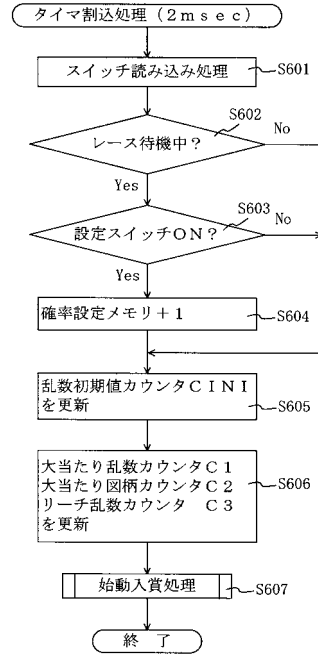 タイマ割込処理(2msec)
スイッチ読み込み処理
S601
S602
レース待機中?
No
Yes
S603
設定スイッチON?
No
Yes
確率設定メモリ+1
S604
乱数初期値カウンタCINI
を更新
S605
大当たり乱数カウンタC1
大当たり図柄カウンタC2
リーチ乱数カウンタ C3
を更新
S606
始動入賞処理
S607
終了